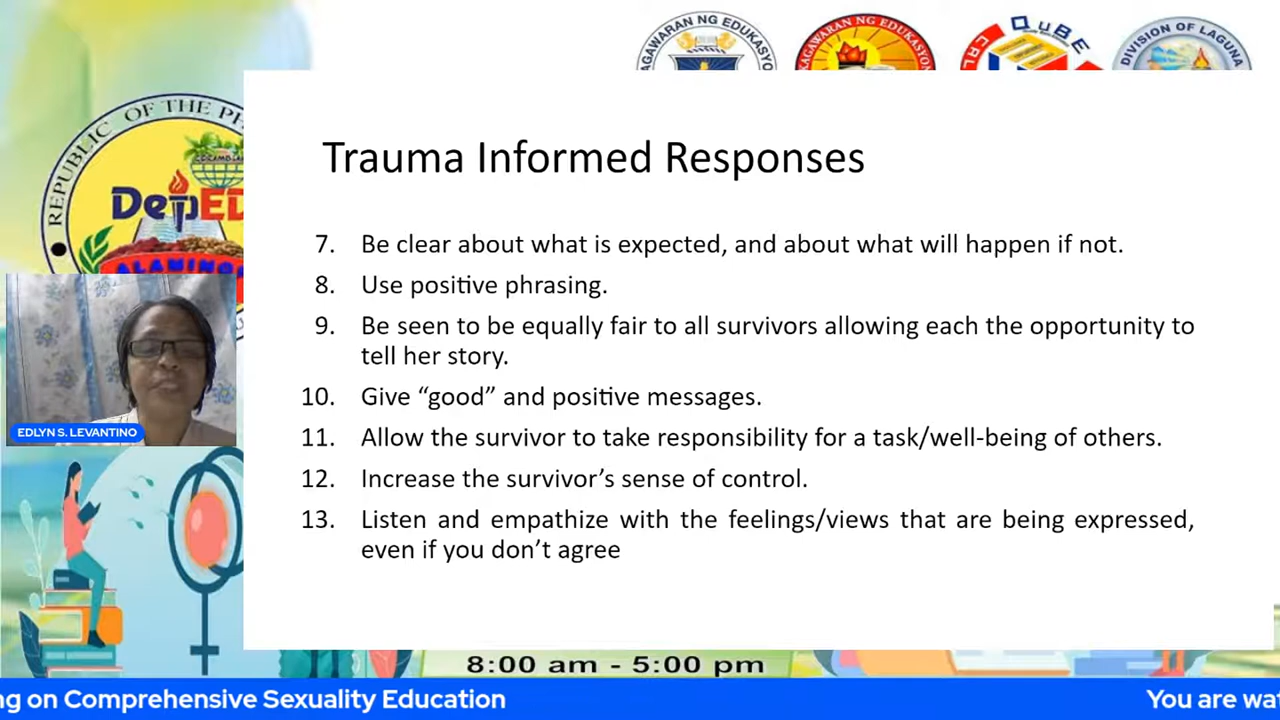 KAGAWARAN NG EDUKASYON
KAGAWARAN NG EDUKASYON
QuBE
DIVISION OF LAGUNA
REPUBLIC OF THE
DepED
Trauma Informed Responses
7. Be clear about what is expected, and about what will happen if not.
8. Use positive phrasing.
9. Be seen to be equally fair to all survivors allowing each the opportunity to
tell her story.
10. Give “good” and positive messages.
11. Allow the survivor to take responsibility for a task/well-being of others.
12. Increase the survivor’s sense of control.
13. Listen and empathize with the feelings/views that are being expressed,
even if you don’t agree
EDLYN S. LEVANTINO
8:00 am - 5:00 pm
ng on Comprehensive Sexuality Education
You are wat